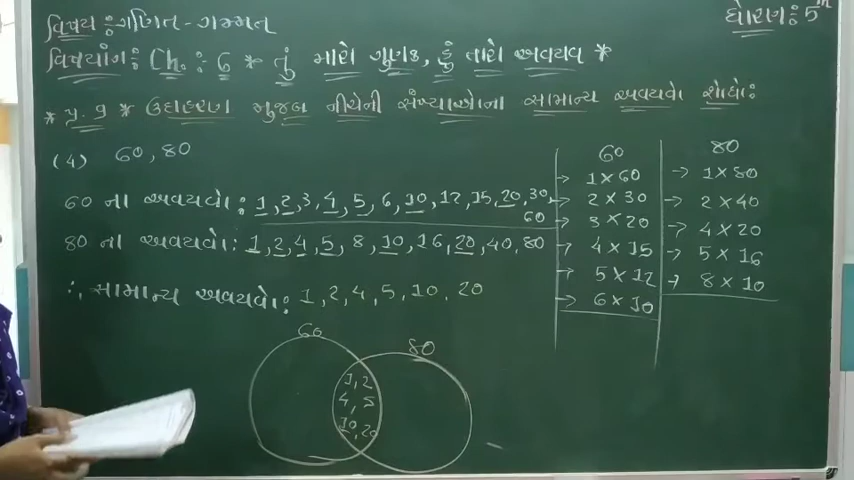 વિષય : ગણિત - ગમ્મત
ધોરણ : 5th
વિષયાંગ : Ch. : 6 * તું મારો ગુણક, હું તારો અવયવ *
* પ્ર. 9 * ઉદાહરણ મુજબ નીચેની સંખ્યાઓના સામાન્ય અવયવો શોધો :
(4) 60, 80
60 ના અવયવો : 1, 2, 3, 4, 5, 6, 10, 12, 15, 20, 30,
60
80 ના અવયવો : 1, 2, 4, 5, 8, 10, 16, 20, 40, 80
∴ સામાન્ય અવયવો : 1, 2, 4, 5, 10, 20
60
→ 1 × 60
→ 2 × 30
→ 3 × 20
→ 4 × 15
→ 5 × 12
→ 6 × 10
80
→ 1 × 80
→ 2 × 40
→ 4 × 20
→ 5 × 16
→ 8 × 10
60
80
1, 2
4, 5
10, 20